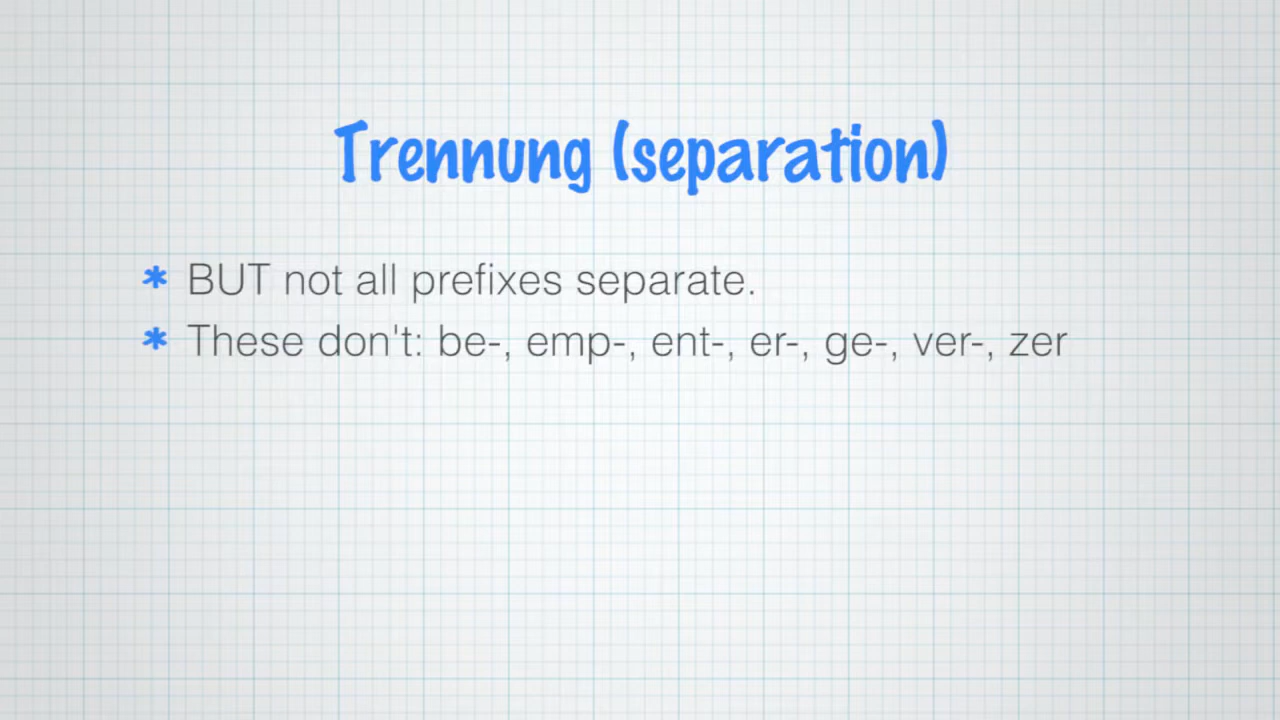 Trennung (separation)
* BUT not all prefixes separate.
* These don't: be-, emp-, ent-, er-, ge-, ver-, zer